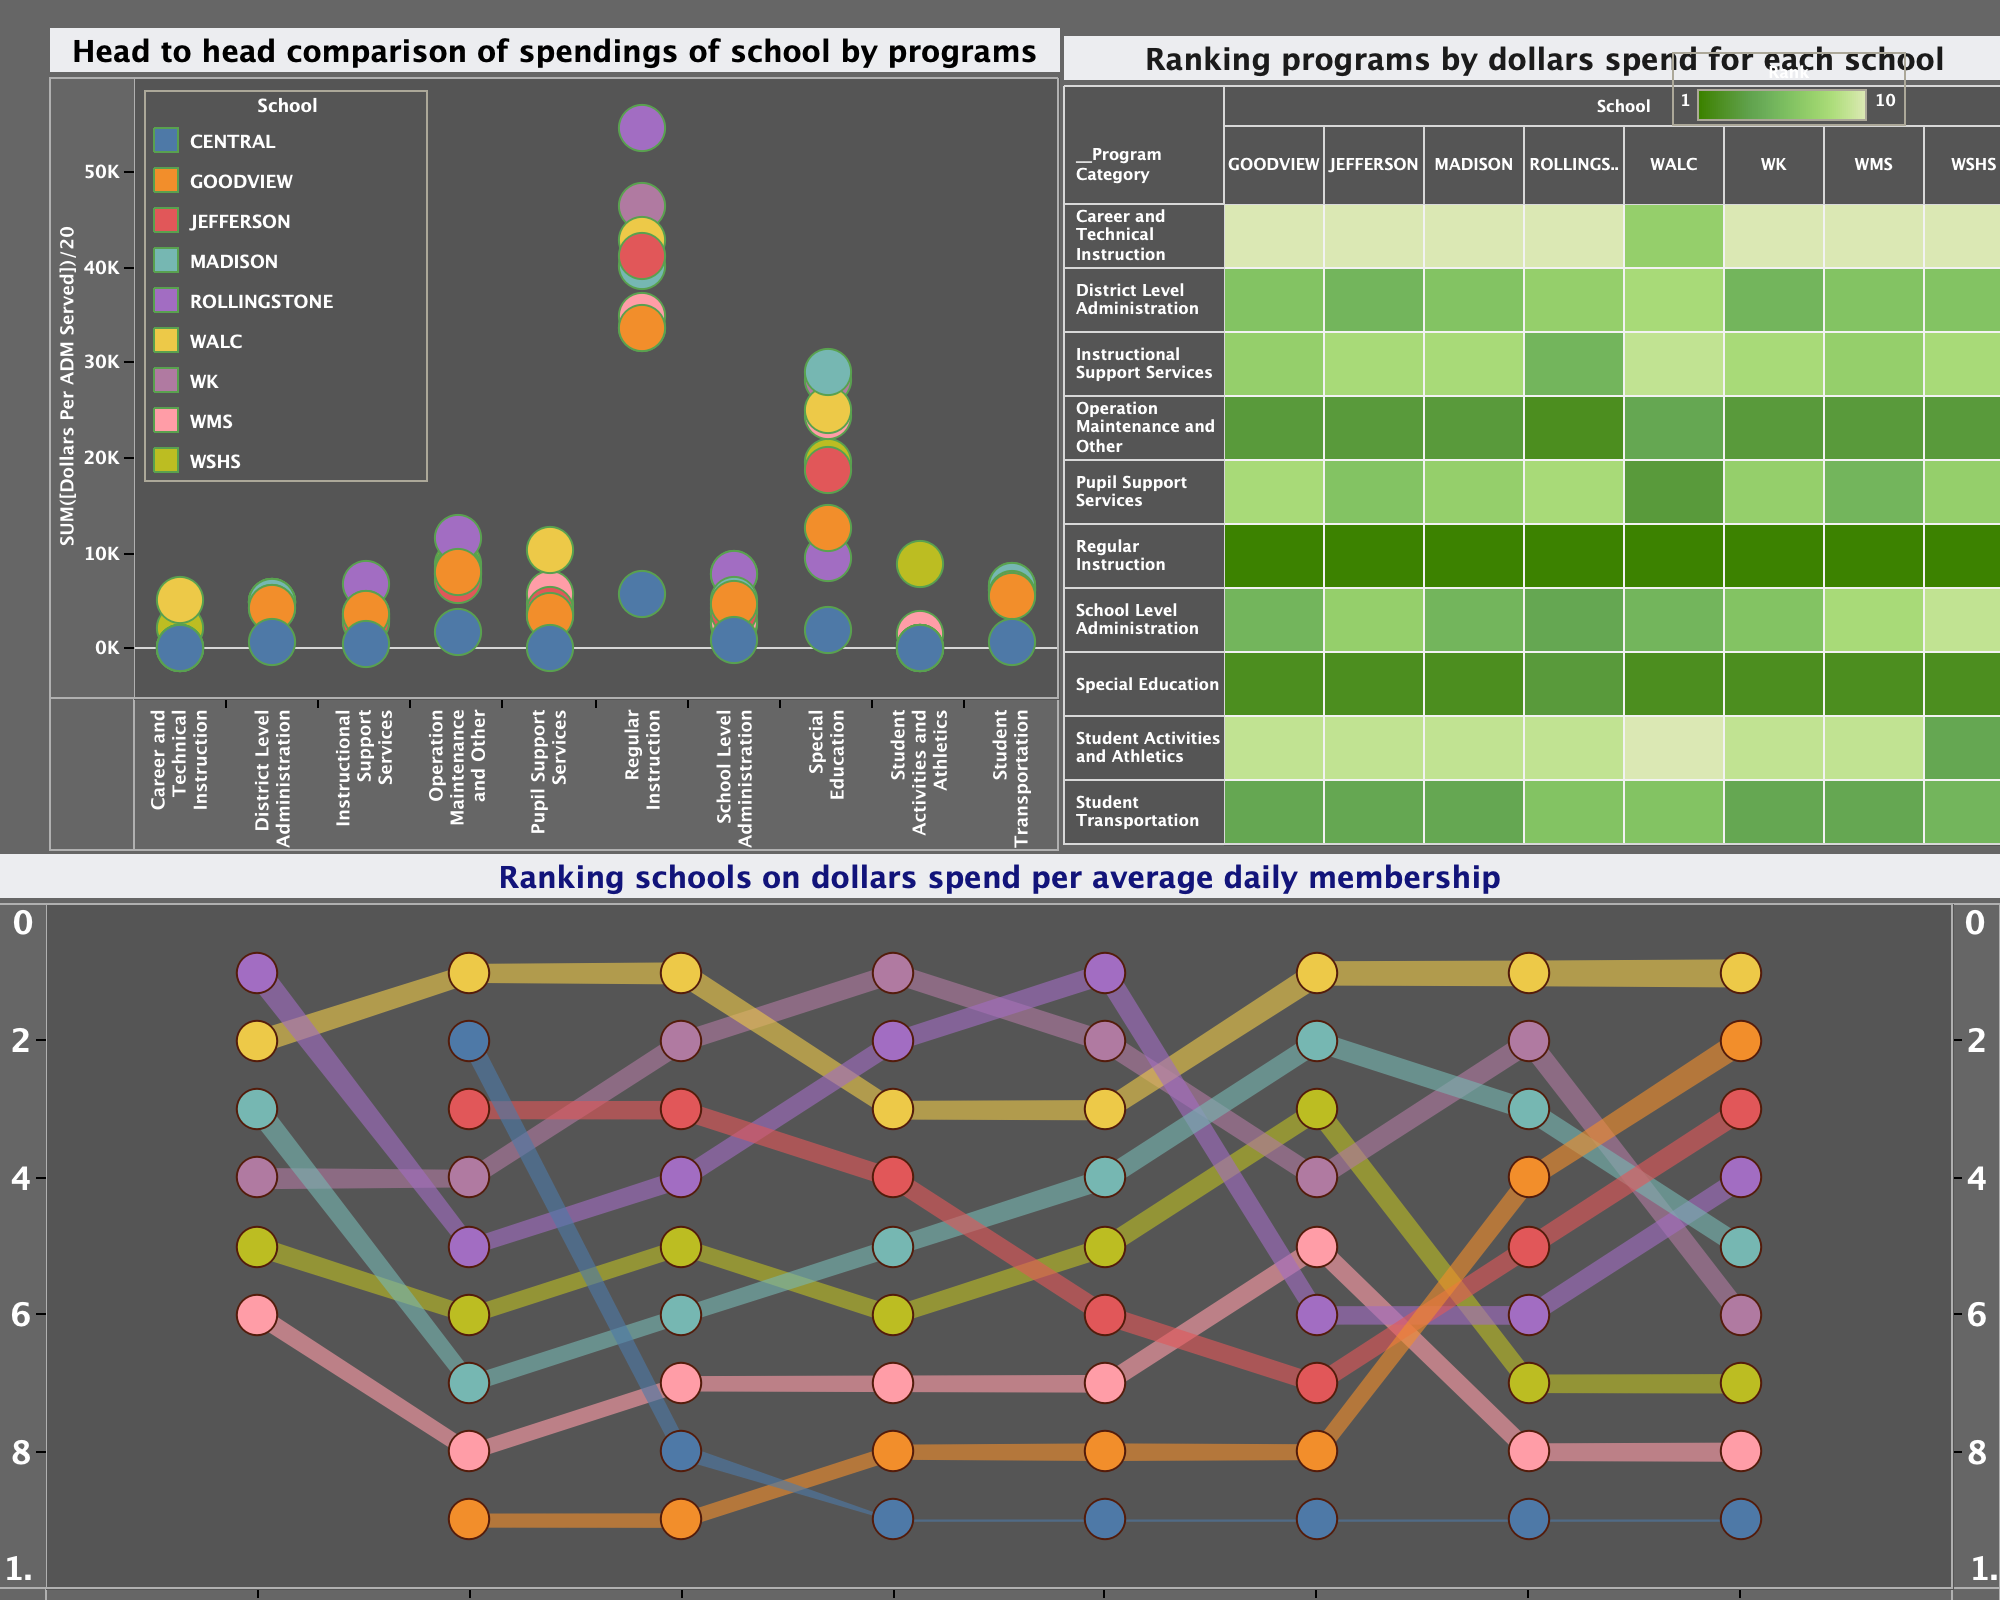 Head to head comparison of spendings of school by programs
School
CENTRAL
GOODVIEW
JEFFERSON
MADISON
ROLLINGSTONE
WALC
WK
WMS
WSHS
SUM([Dollars Per ADM Served])/20
50K
40K
30K
20K
10K
0K
Career and
Technical
Instruction
District Level
Administration
Instructional
Support
Services
Operation
Maintenance
and Other
Pupil Support
Services
Regular
Instruction
School Level
Administration
Special
Education
Student
Activities and
Athletics
Student
Transportation
Ranking programs by dollars spend for each school
Rank
School
1 10
__Program
Category
GOODVIEW JEFFERSON MADISON ROLLINGS.. WALC WK WMS WSHS
Career and
Technical
Instruction
District Level
Administration
Instructional
Support Services
Operation
Maintenance and
Other
Pupil Support
Services
Regular
Instruction
School Level
Administration
Special Education
Student Activities
and Athletics
Student
Transportation
Ranking schools on dollars spend per average daily membership
0 0
2 2
4 4
6 6
8 8
1. 1.